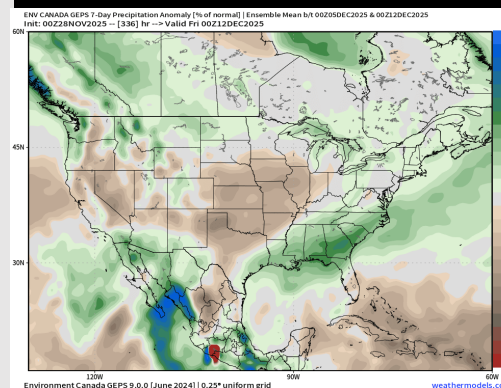 ENV CANADA GEPS 7-Day Precipitation Anomaly [% of normal] | Ensemble Mean b/t 00Z05DEC2025 & 00Z12DEC2025
Init: 00Z28NOV2025 -- [336] hr --> Valid Fri 00Z12DEC2025
60N
45N
30N
120W
90W
60W
Environment Canada GEPS 9.0.0 [June 2024] | 0.25° uniform grid
weathermodels.c